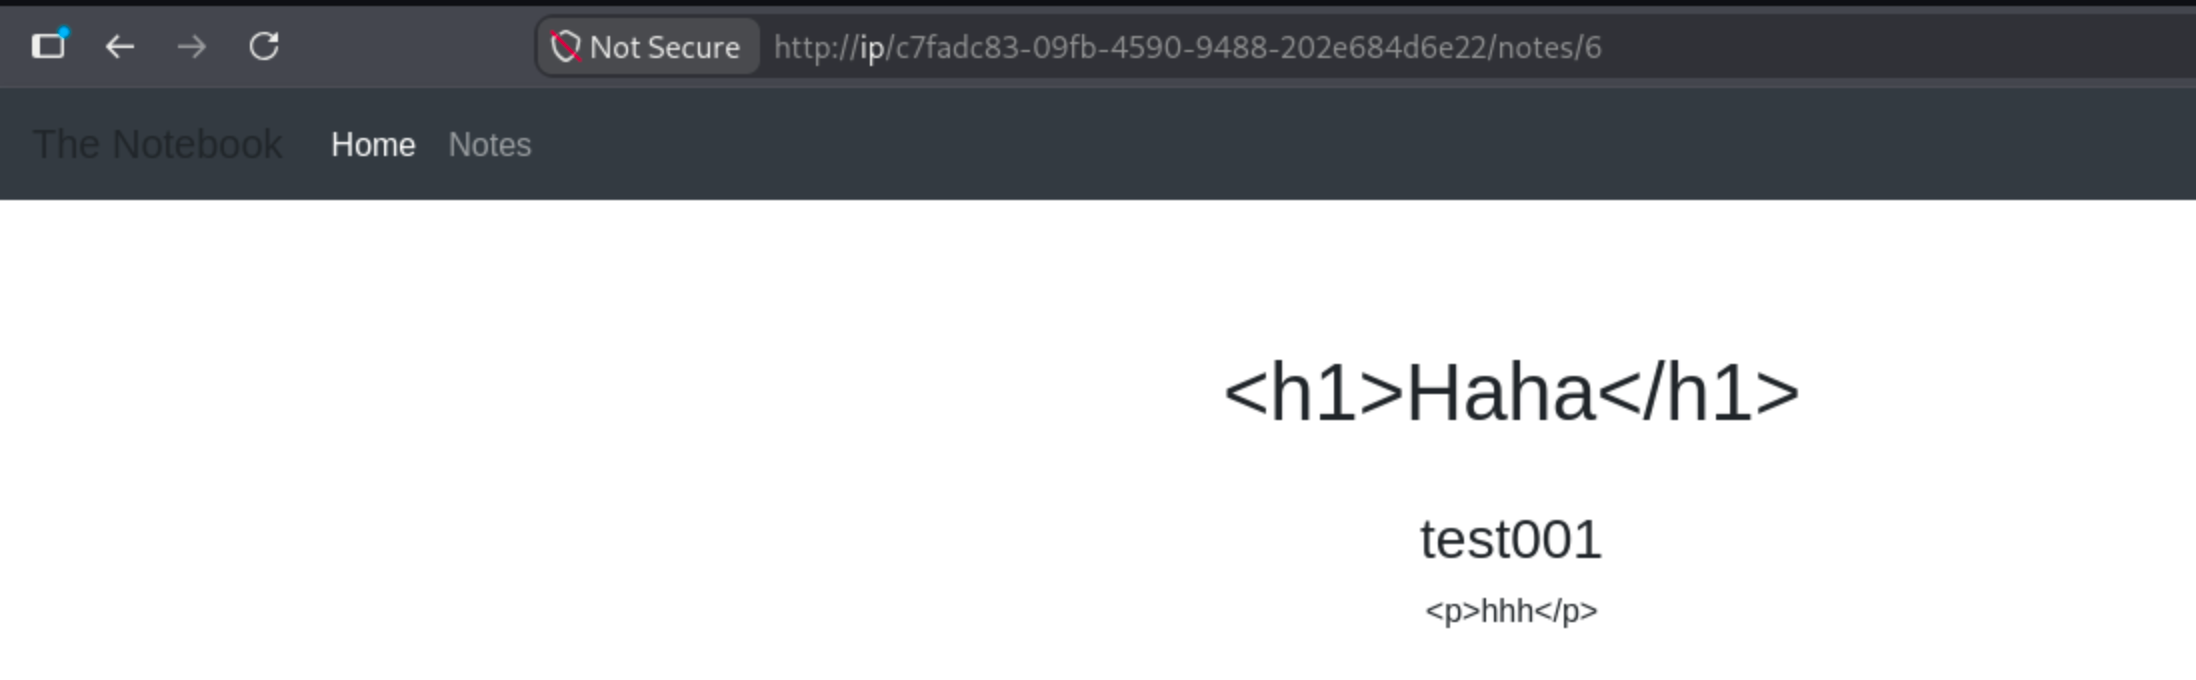 Not Secure http://ip/c7fadc83-09fb-4590-9488-202e684d6e22/notes/6
The Notebook Home Notes
<h1>Haha</h1>
test001
<p>hhh</p>